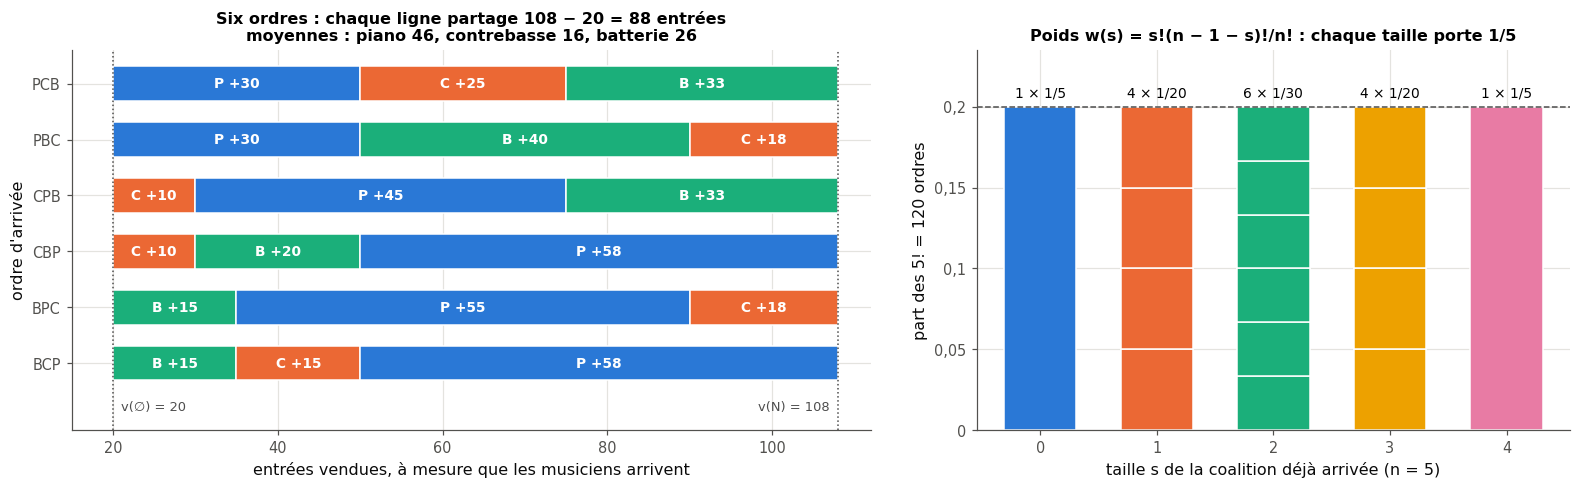 Six ordres : chaque ligne partage 108 − 20 = 88 entrées
moyennes : piano 46, contrebasse 16, batterie 26
ordre d'arrivée
PCB
P +30
C +25
B +33
PBC
P +30
B +40
C +18
CPB
C +10
P +45
B +33
CBP
C +10
B +20
P +58
BPC
B +15
P +55
C +18
BCP
B +15
C +15
P +58
v(∅) = 20
v(N) = 108
20
40
60
80
100
entrées vendues, à mesure que les musiciens arrivent
Poids w(s) = s!(n − 1 − s)!/n! : chaque taille porte 1/5
part des 5! = 120 ordres
1 × 1/5
4 × 1/20
6 × 1/30
4 × 1/20
1 × 1/5
0,2
0,15
0,1
0,05
0
0
1
2
3
4
taille s de la coalition déjà arrivée (n = 5)